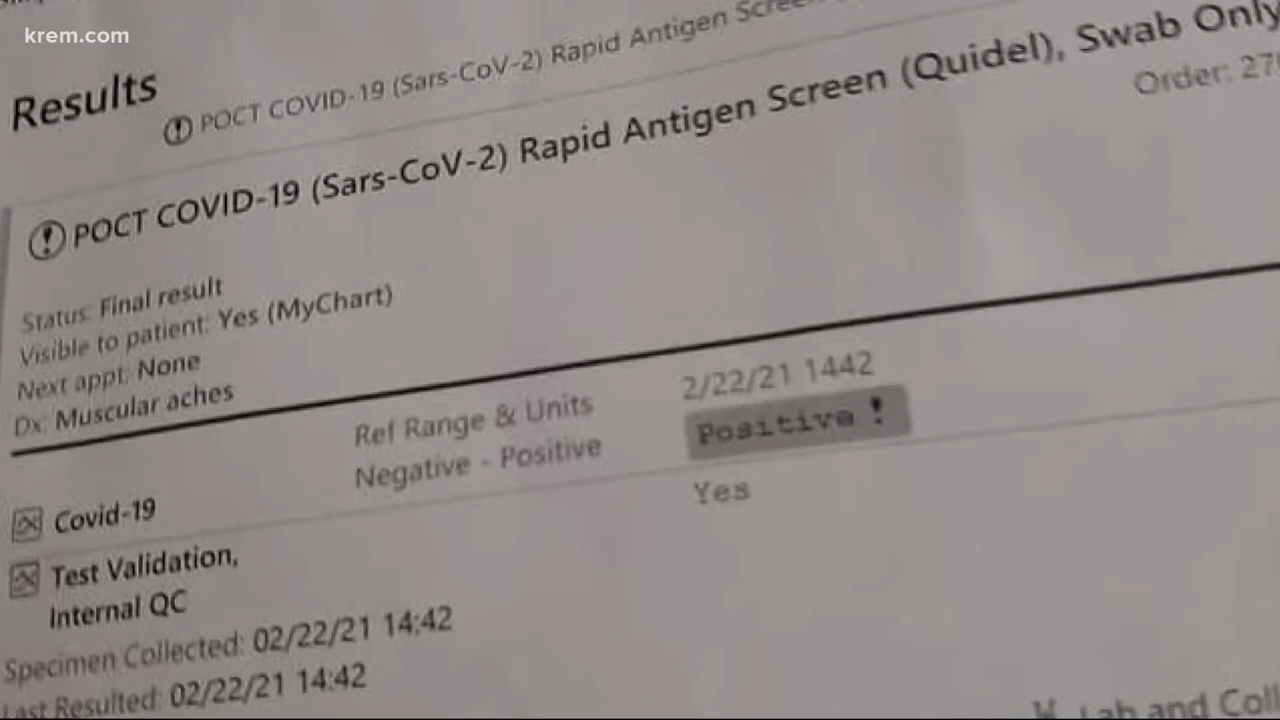 krem.com
Results
POCT COVID-19 (Sars-CoV-2) Rapid Antigen
POCT COVID-19 (Sars-CoV-2) Rapid Antigen Screen (Quidel), Swab Only
Order: 27
Status: Final result
Visible to patient: Yes (MyChart)
Next appt: None
Dx: Muscular aches
Ref Range & Units 2/22/21 1442
Negative - Positive Positive !
Covid-19
Yes
Test Validation,
Internal QC
Specimen Collected: 02/22/21 14:42
Last Resulted: 02/22/21 14:42
Lab and Coll